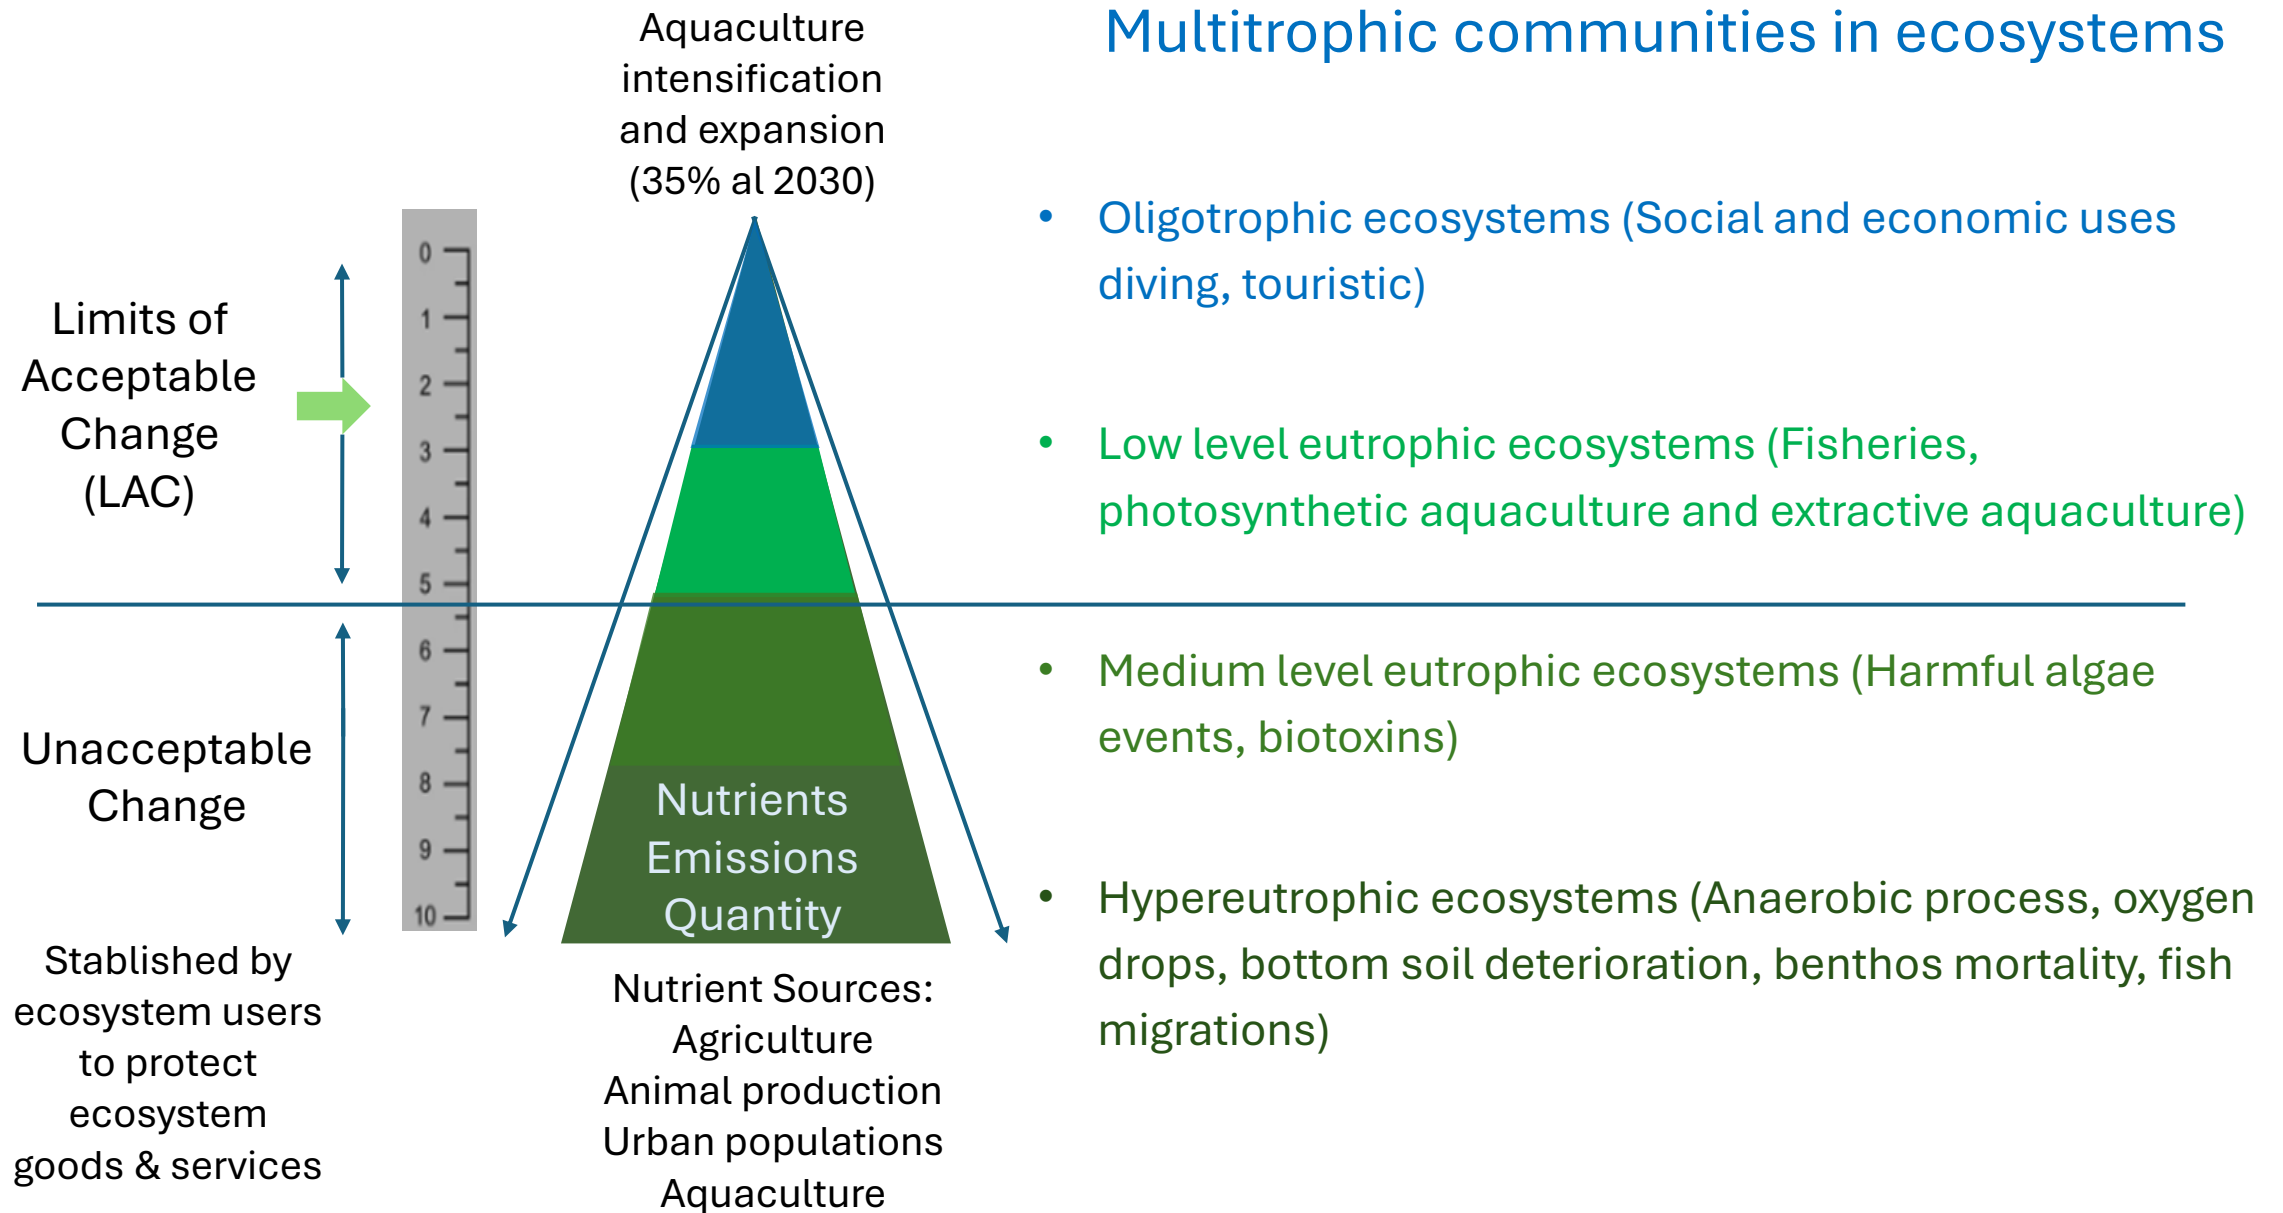 Multitrophic communities in ecosystems
Aquaculture
intensification
and expansion
(35% al 2030)
Limits of
Acceptable
Change
(LAC)
0
1
2
3
4
5
6
7
8
9
10
Unacceptable
Change
Stablished by
ecosystem users
to protect
ecosystem
goods & services
Nutrients
Emissions
Quantity
Nutrient Sources:
Agriculture
Animal production
Urban populations
Aquaculture
• Oligotrophic ecosystems (Social and economic uses
diving, touristic)
• Low level eutrophic ecosystems (Fisheries,
photosynthetic aquaculture and extractive aquaculture)
• Medium level eutrophic ecosystems (Harmful algae
events, biotoxins)
• Hypereutrophic ecosystems (Anaerobic process, oxygen
drops, bottom soil deterioration, benthos mortality, fish
migrations)